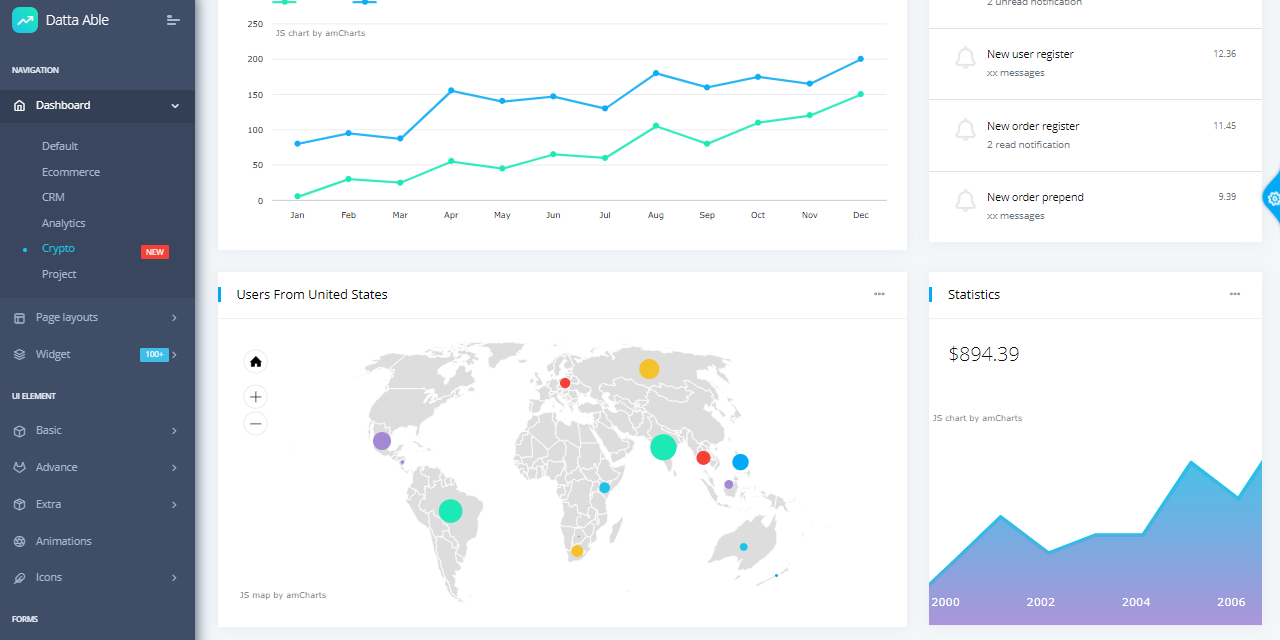 Datta Able
NAVIGATION
Dashboard
Default
Ecommerce
CRM
Analytics
Crypto
NEW
Project
Page layouts
Widget
100+
UI ELEMENT
Basic
Advance
Extra
Animations
Icons
FORMS
250
JS chart by amCharts
200
150
100
50
0
Jan Feb Mar Apr May Jun Jul Aug Sep Oct Nov Dec
2 unread notification
New user register 12.36
xx messages
New order register 11.45
2 read notification
New order prepend 9.39
xx messages
Users From United States
JS map by amCharts
Statistics
$894.39
JS chart by amCharts
2000 2002 2004 2006